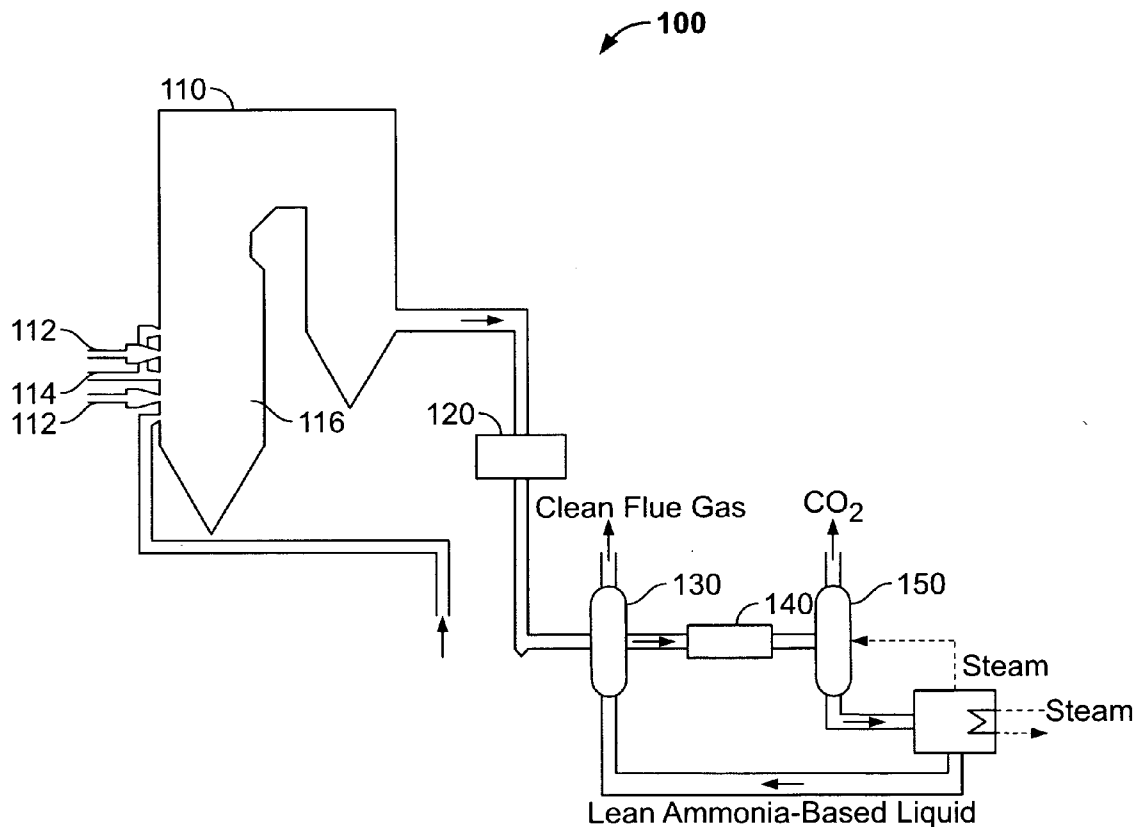 100
110
112
114
112
116
120
Clean Flue Gas
CO₂
130
140
150
Steam
Steam
Lean Ammonia-Based Liquid